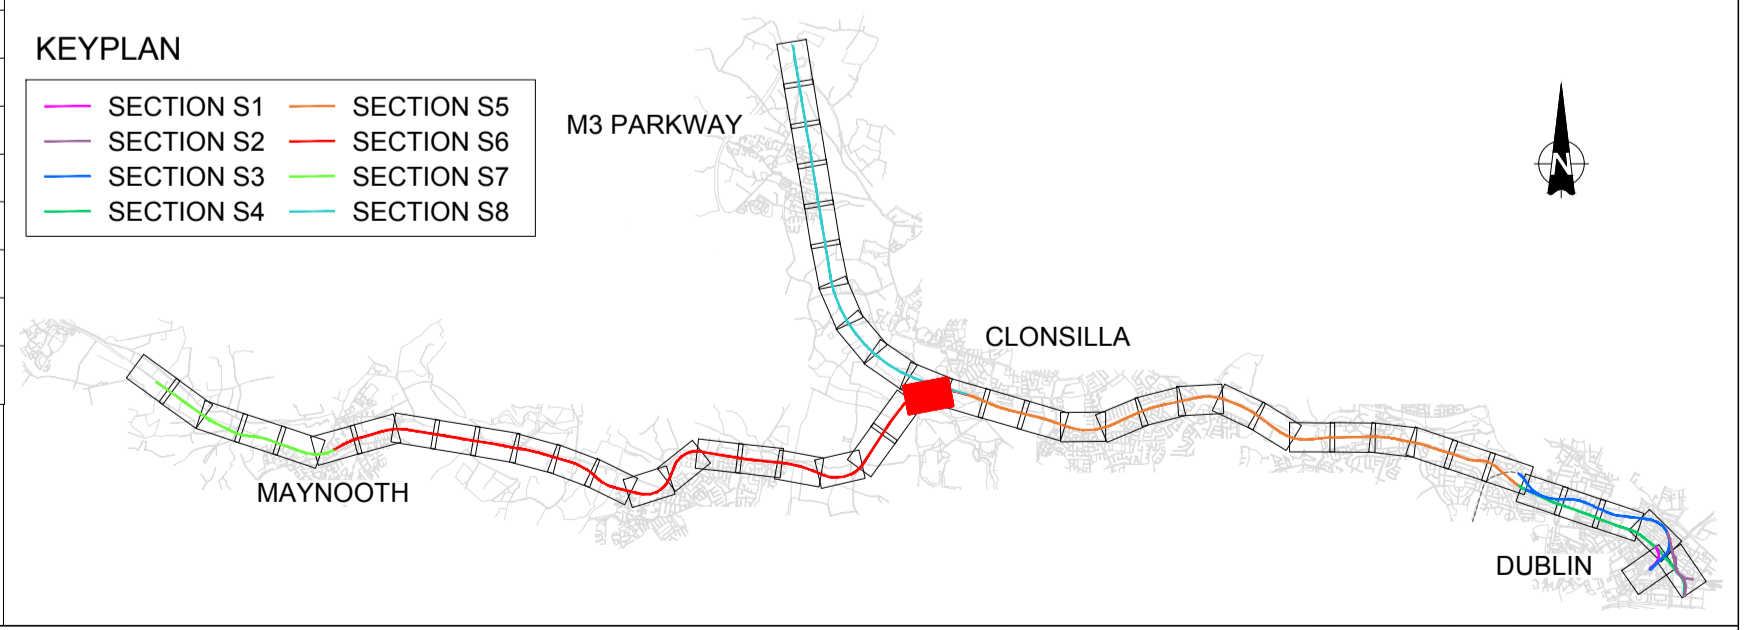 KEYPLAN
SECTION S1 SECTION S5
SECTION S2 SECTION S6
SECTION S3 SECTION S7
SECTION S4 SECTION S8
M3 PARKWAY
N
CLONSILLA
MAYNOOTH
DUBLIN